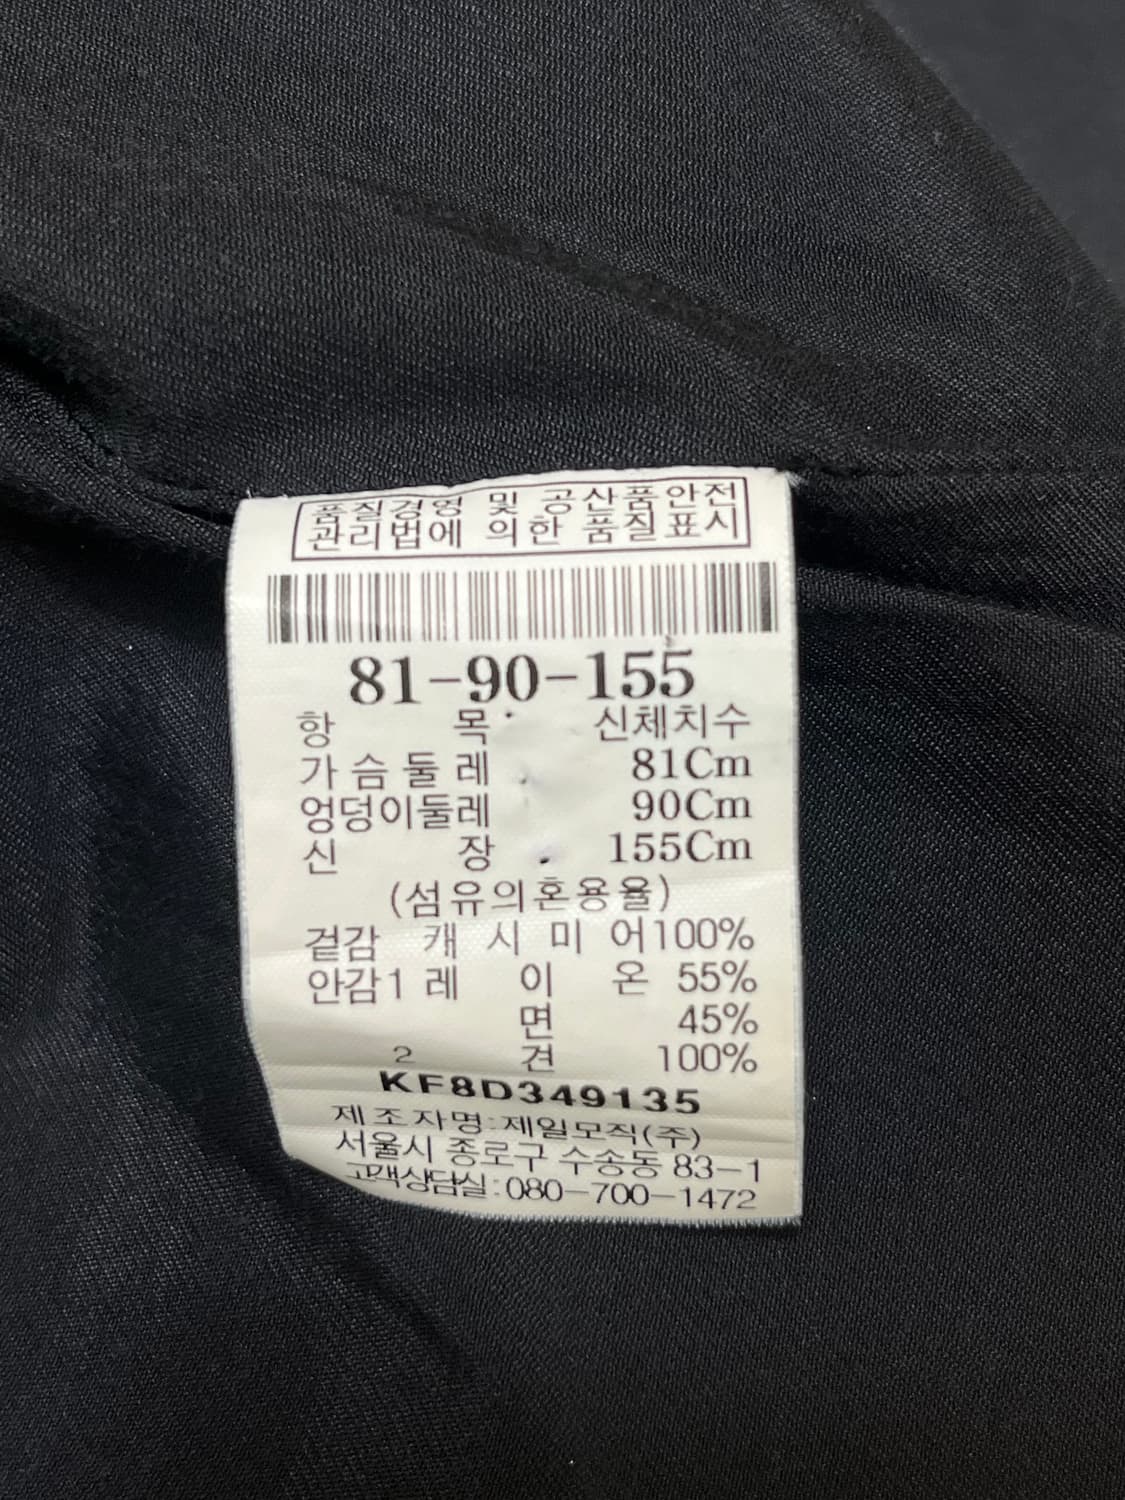 품질경영 및 공산품안전
관리법에 의한 품질표시
81-90-155
항 목 신체치수
가슴둘레 81Cm
엉덩이둘레 90Cm
신 장 155Cm
(섬유의혼용율)
겉감 캐 시 미 어100%
안감1 레 이 온 55%
면 45%
2 견 100%
KF8D349135
제조자명:제일모직(주)
서울시 종로구 수송동 83-1
고객상담실:080-700-1472